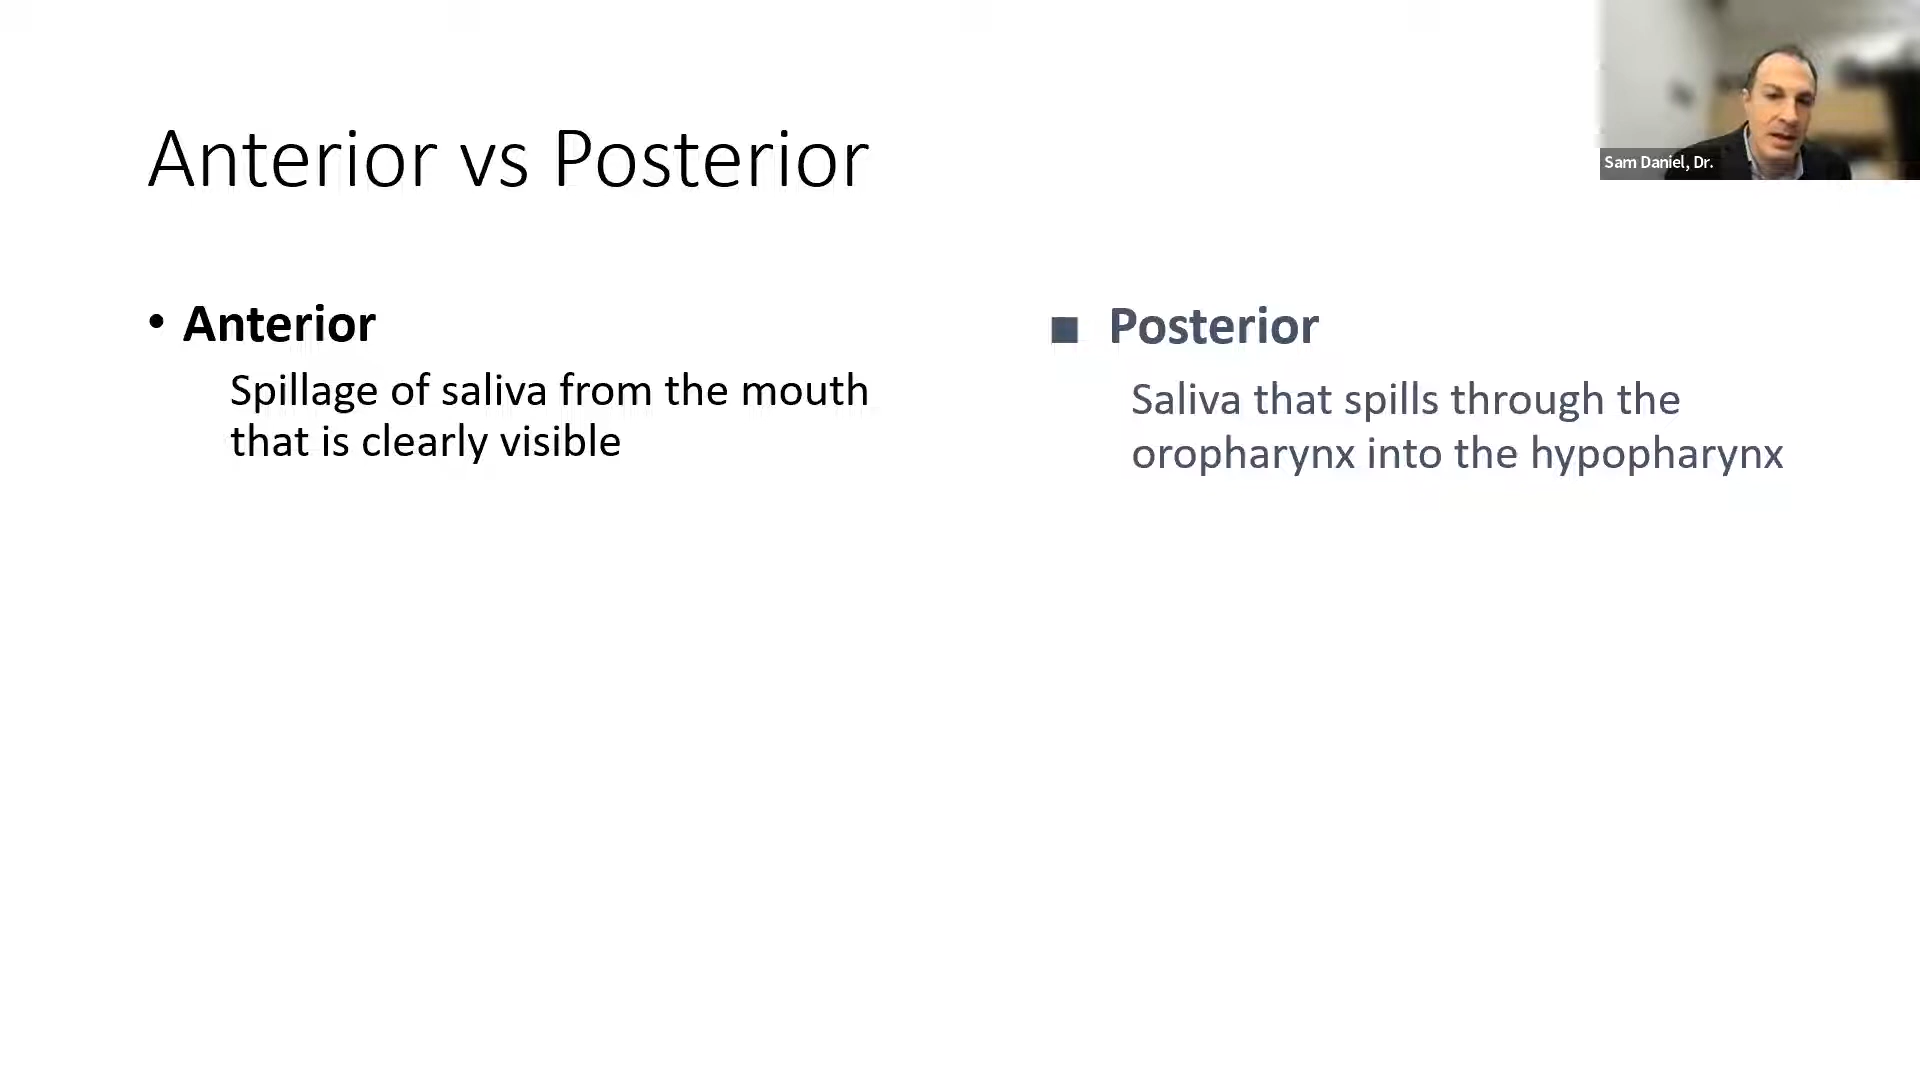 Sam Daniel, Dr.
Anterior vs Posterior
• Anterior
Spillage of saliva from the mouth
that is clearly visible
■ Posterior
Saliva that spills through the
oropharynx into the hypopharynx